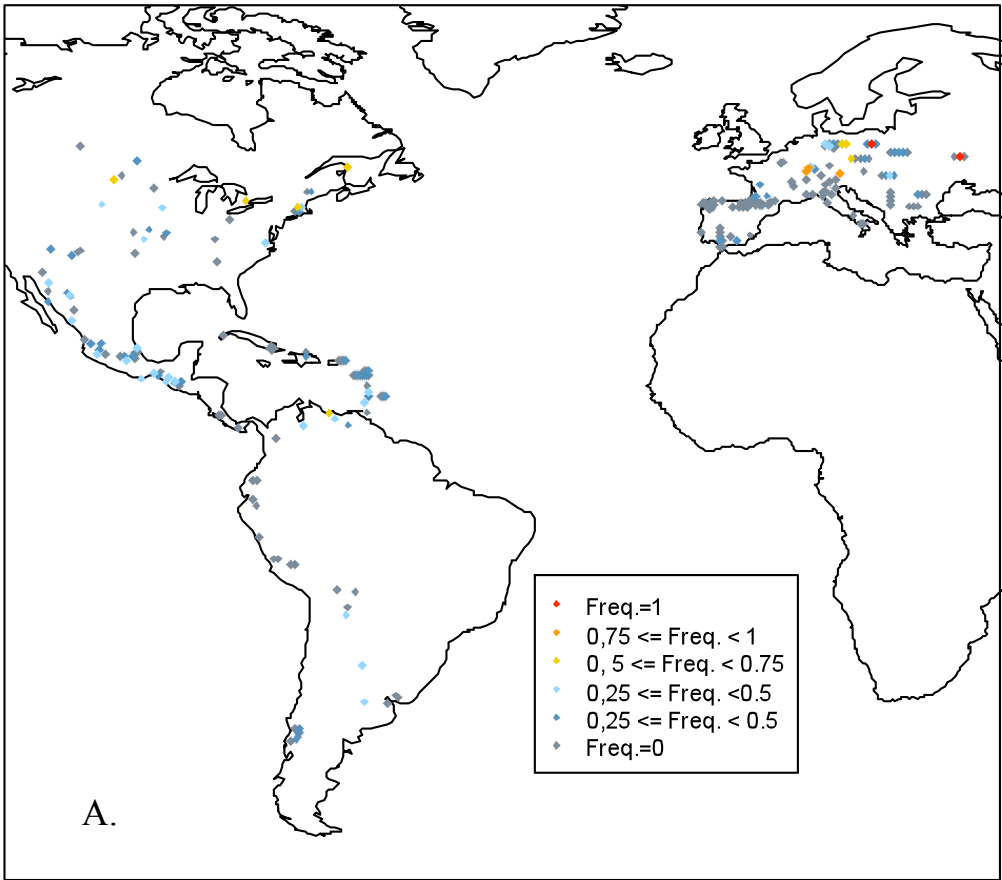 Freq.=1
0,75 <= Freq. < 1
0, 5 <= Freq. < 0.75
0,25 <= Freq. <0.5
0,25 <= Freq. < 0.5
Freq.=0
A.